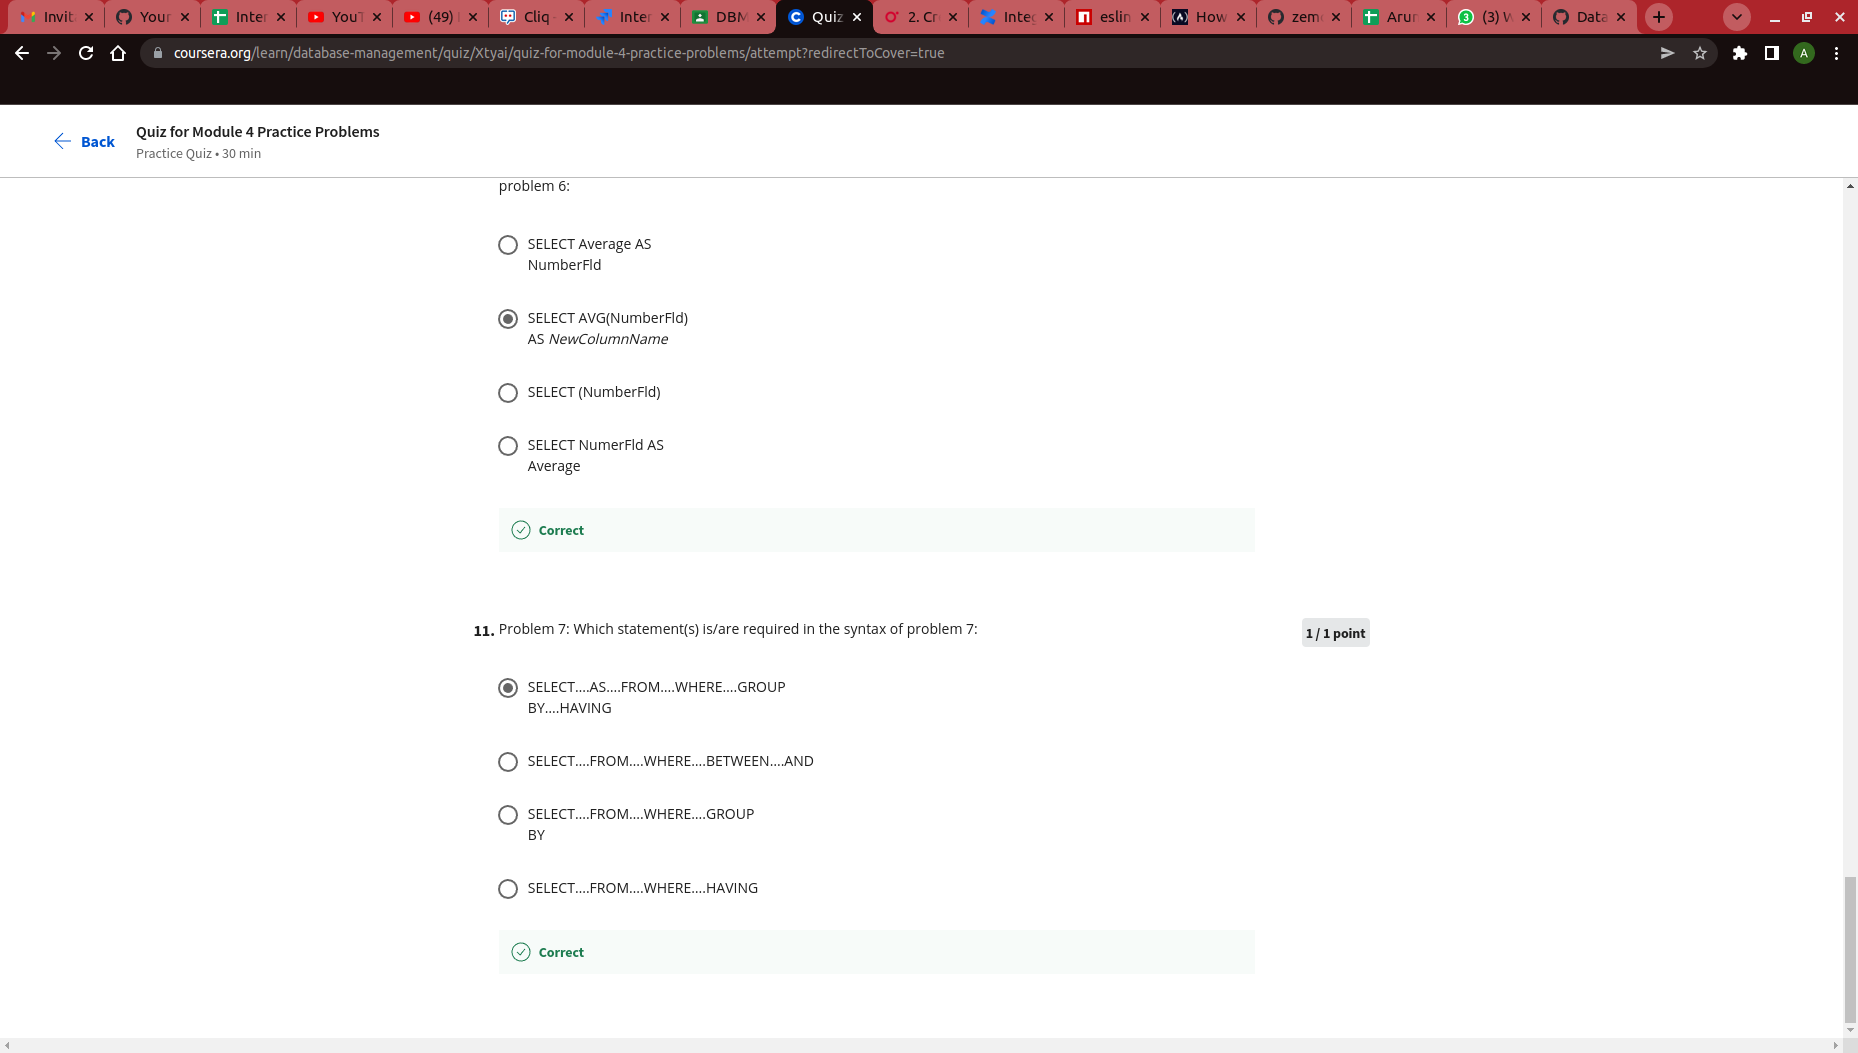 Invit
Your
Inter
YouT
(49)
Cliq
Inter
DBM
Quiz
2. Cr
Integ
eslin
How
zem
Arun
(3) W
Data
coursera.org/learn/database-management/quiz/Xtyai/quiz-for-module-4-practice-problems/attempt?redirectToCover=true
A
Back
Quiz for Module 4 Practice Problems
Practice Quiz • 30 min
problem 6:
SELECT Average AS
NumberFld
SELECT AVG(NumberFld)
AS NewColumnName
SELECT (NumberFld)
SELECT NumerFld AS
Average
Correct
11. Problem 7: Which statement(s) is/are required in the syntax of problem 7:
1 / 1 point
SELECT....AS....FROM....WHERE....GROUP
BY....HAVING
SELECT....FROM....WHERE....BETWEEN....AND
SELECT....FROM....WHERE....GROUP
BY
SELECT....FROM....WHERE....HAVING
Correct